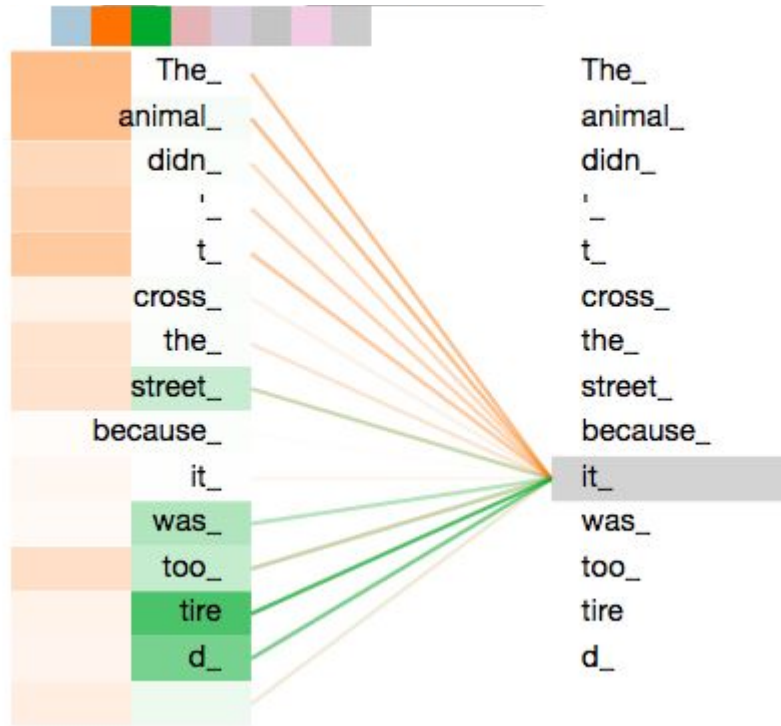 The_ The_
animal_ animal_
didn_ didn_
'_ '_
t_ t_
cross_ cross_
the_ the_
street_ street_
because_ because_
it_ it_
was_ was_
too_ too_
tire tire
d_ d_